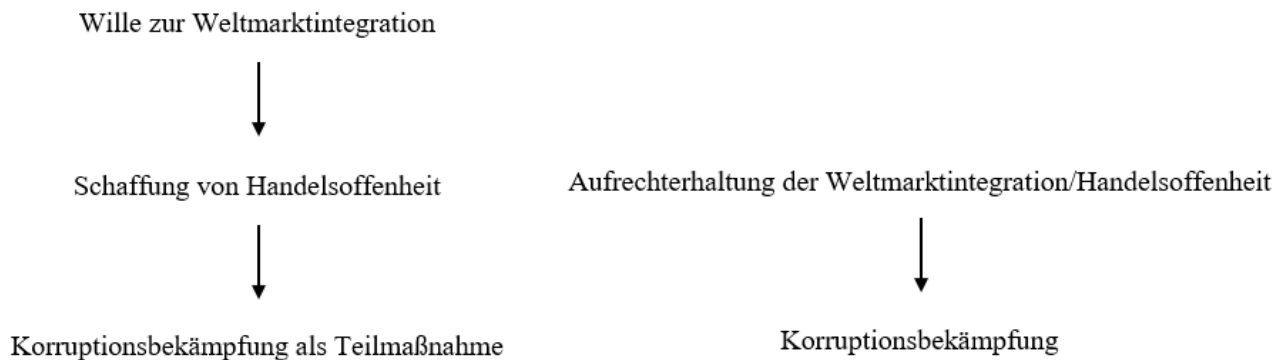 Wille zur Weltmarktintegration
Schaffung von Handelsoffenheit
Korruptionsbekämpfung als Teilmaßnahme
Aufrechterhaltung der Weltmarktintegration/Handelsoffenheit
Korruptionsbekämpfung